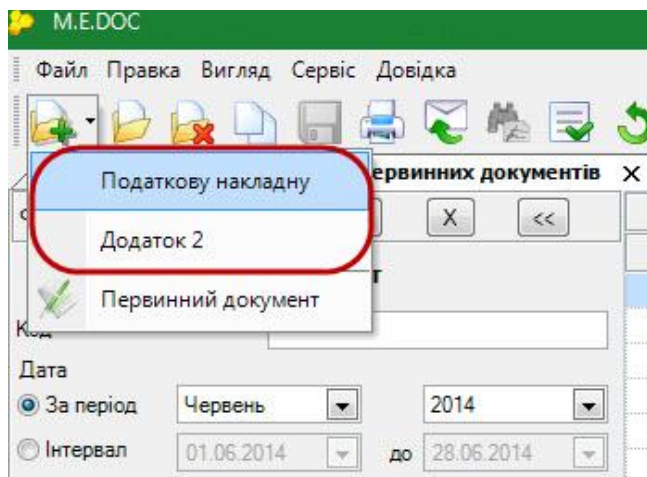 M.E.DOC
Файл Правка Вигляд Сервіс Довідка
Податкову накладну
ервинних документів X
X <<
Додаток 2
Первинний документ
Дата
За період Червень 2014
Інтервал 01.06.2014 до 28.06.2014